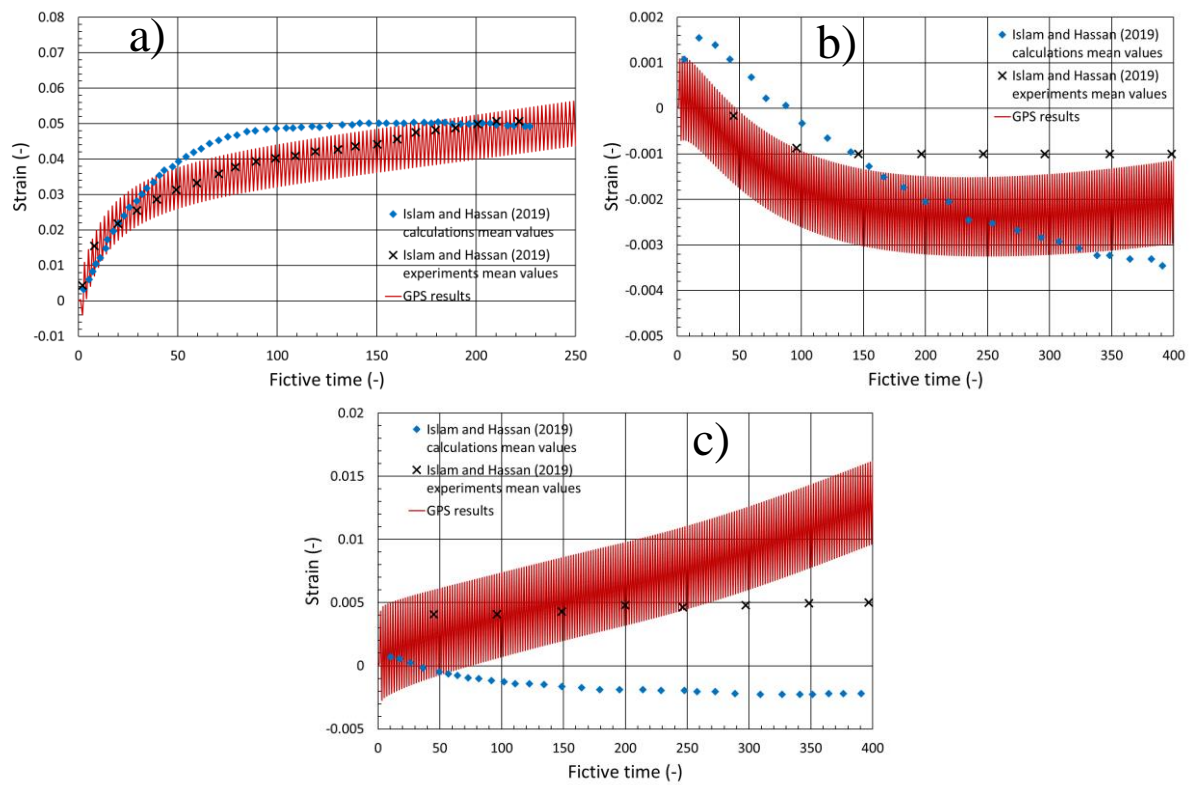 a)
0.08
0.07
0.06
0.05
0.04
0.03
0.02
0.01
0
-0.01
Strain (-)
Islam and Hassan (2019)
calculations mean values
Islam and Hassan (2019)
experiments mean values
GPS results
0 50 100 150 200 250
Fictive time (-)
b)
0.002
0.001
0
-0.001
-0.002
-0.003
-0.004
-0.005
Strain (-)
Islam and Hassan (2019)
calculations mean values
Islam and Hassan (2019)
experiments mean values
GPS results
0 50 100 150 200 250 300 350 400
Fictive time (-)
c)
0.02
0.015
0.01
0.005
0
-0.005
Strain (-)
Islam and Hassan (2019)
calculations mean values
Islam and Hassan (2019)
experiments mean values
GPS results
0 50 100 150 200 250 300 350 400
Fictive time (-)